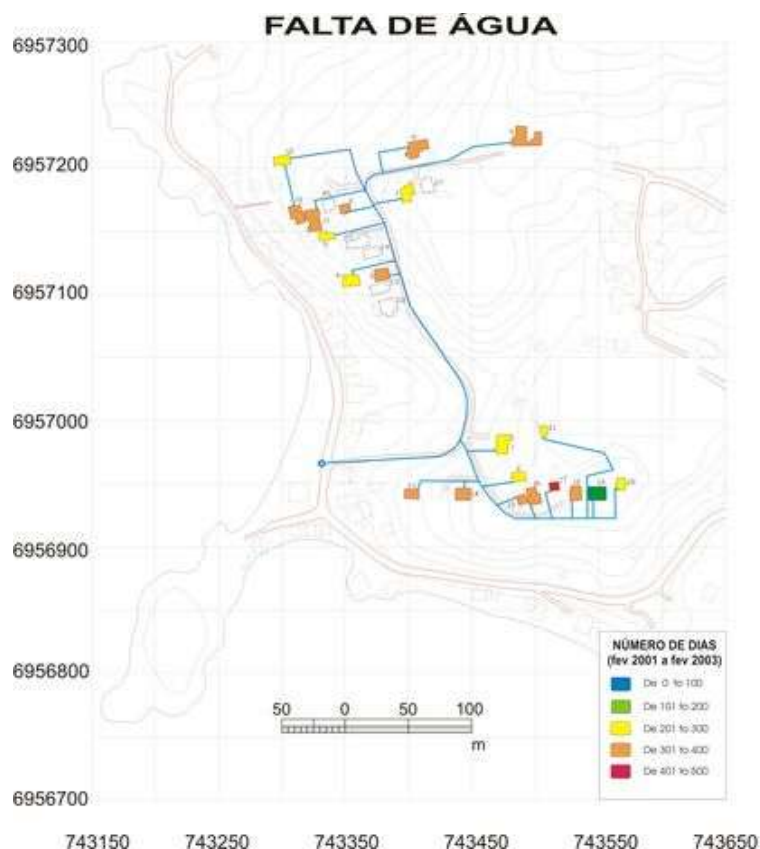 FALTA DE ÁGUA
6957300
6957200
6957100
6957000
6956900
6956800
6956700
NÚMERO DE DIAS
(fev 2001 a fev 2003)
De 0 to 100
De 101 to 200
De 201 to 300
De 301 to 400
De 401 to 500
50 0 50 100
m
743150 743250 743350 743450 743550 743650